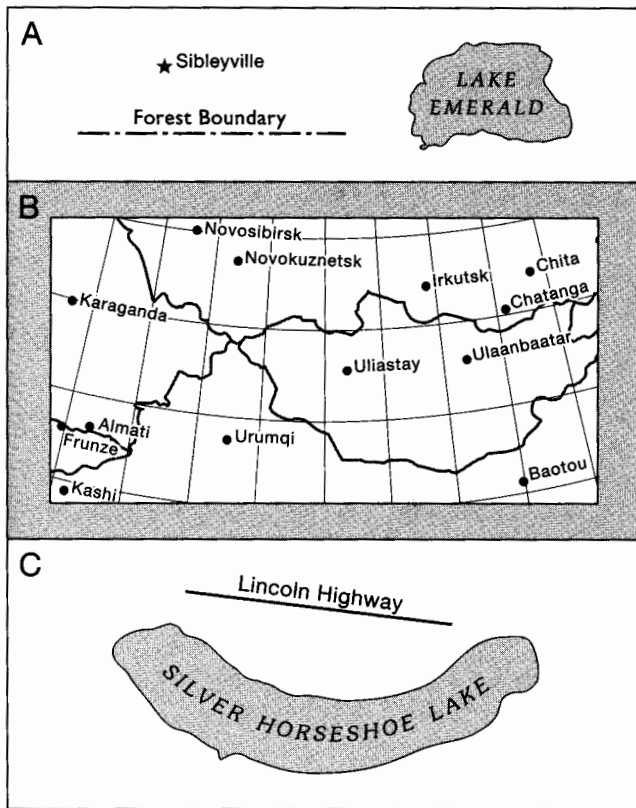 A
Sibleyville
Forest Boundary
LAKE
EMERALD
B
Novosibirsk
Novokuznetsk
Irkutsk
Chita
Chatanga
Karaganda
Uliastay
Ulaanbaatar
Almati
Frunze
Urumqi
Baotou
Kashi
C
Lincoln Highway
SILVER HORSESHOE LAKE